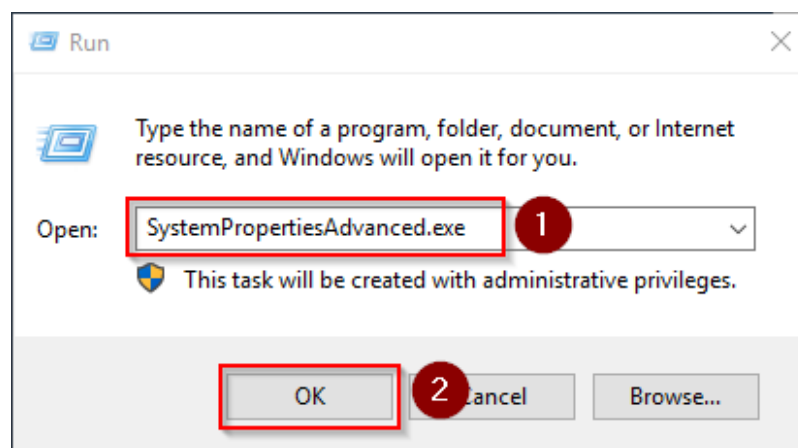 Run
Type the name of a program, folder, document, or Internet
resource, and Windows will open it for you.
Open: SystemPropertiesAdvanced.exe 1
This task will be created with administrative privileges.
OK 2 ancel Browse...